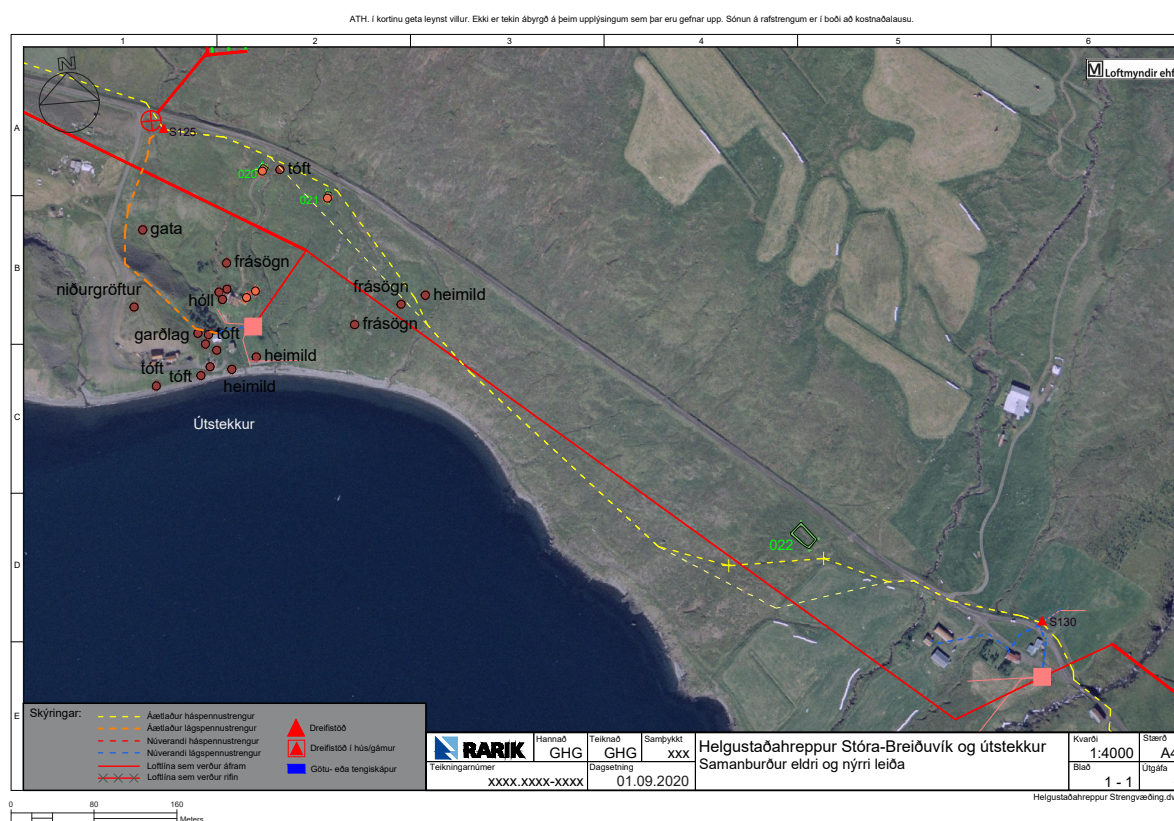 ATH. Í kortinu geta leynst villur. Ekki er tekin ábyrgð á þeim upplýsingum sem þar eru gefnar upp. Sónun á rafstrengum er í boði að kostnaðalausu.
1 2 3 4 5 6
N
M Loftmyndir ehf
A
S125
020
tóft
021
gata
B
frásögn
niðurgröftur
hóll
frásögn
heimild
frásögn
garðlag
tóft
heimild
tóft
tóft
heimild
C
Útstekkur
D
022
S130
E
Skýringar:
Áætlaður háspennustrengur
Áætlaður lágspennustrengur
Núverandi háspennustrengur
Núverandi lágspennustrengur
Loftlína sem verður áfram
Loftlína sem verður rifin
Dreifistöð
Dreifistöð í hús/gámur
Götu- eða tengiskápur
RARIK
Hannað
GHG
Teiknað
GHG
Samþykkt
xxx
Teikningarnúmer
xxxx.xxxx-xxxx
Dagsetning
01.09.2020
Helgustaðahreppur Stóra-Breiðuvík og útstekkur
Samanburður eldri og nýrri leiða
Kvarði
1:4000
Stærð
A4
Blað
1 - 1
Útgáfa
Helgustaðahreppur Strengvæðing.dw
0 80 160
Meters